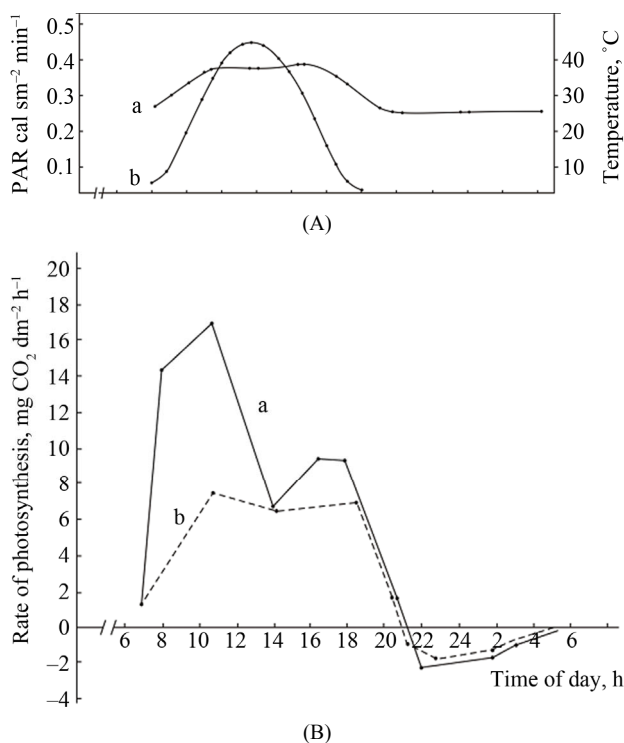 0.5
0.4
0.3
0.2
0.1
PAR cal sm⁻² min⁻¹
a
b
40
30
20
10
Temperature, ˚C
(A)
20
18
16
14
12
10
8
6
4
2
0
−2
−4
Rate of photosynthesis, mg CO₂ dm⁻² h⁻¹
a
b
6 8 10 12 14 16 18 20 22 24 2 4 6 8
Time of day, h
(B)